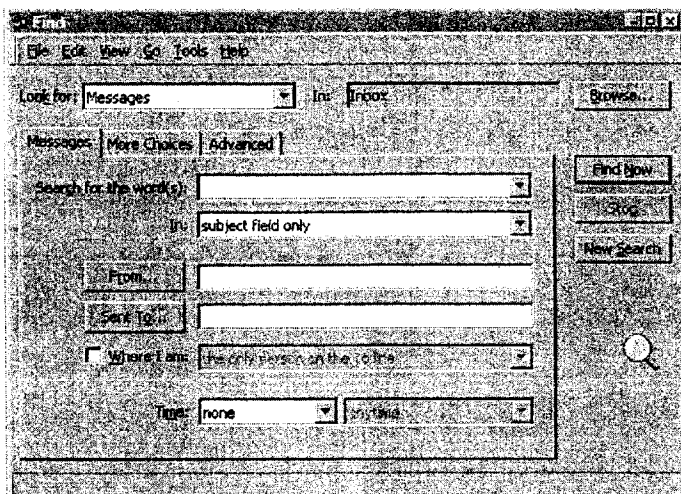 Find
File Edit View Go Tools Help
Look for: Messages In: Inbox Browse...
Messages More Choices Advanced
Find Now
Search for the word(s):
Stop
In: subject field only
New Search
From...
Sent To...
Where I am: the only person on the To line
Time: none anytime